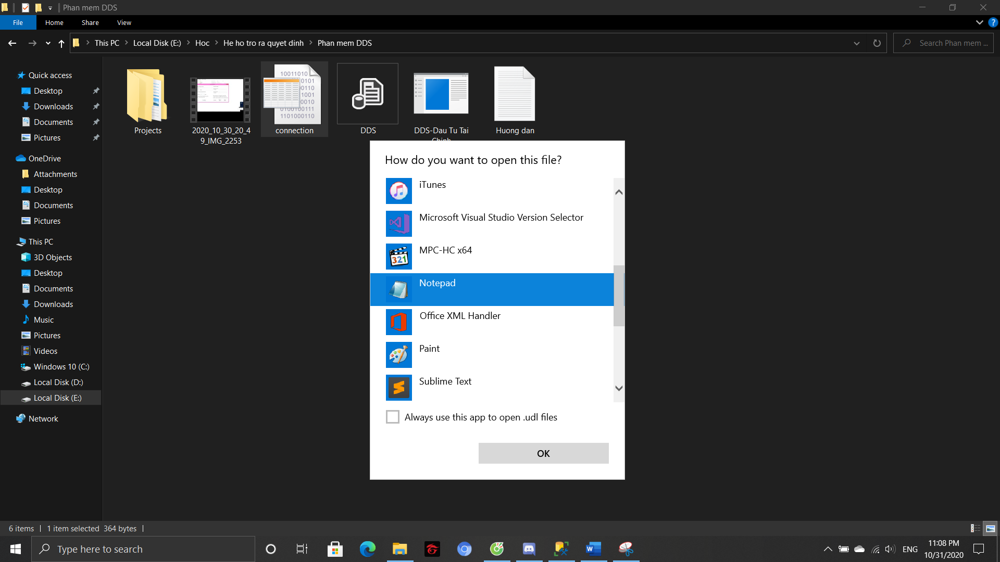 Phan mem DDS
File Home Share View
This PC Local Disk (E:) Hoc He ho tro ra quyet dinh Phan mem DDS
Search Phan mem ...
Quick access
Desktop
Downloads
Documents
Pictures
OneDrive
Attachments
Desktop
Documents
Pictures
This PC
3D Objects
Desktop
Documents
Downloads
Music
Pictures
Videos
Windows 10 (C:)
Local Disk (D:)
Local Disk (E:)
Network
10011010
0101
00110
1001
0010
0100100111
1101000110
Projects
2020_10_30_20_4
9_IMG_2253
connection
DDS
DDS-Dau Tu Tai
Chinh
Huong dan
How do you want to open this file?
iTunes
Microsoft Visual Studio Version Selector
321
MPC-HC x64
Notepad
Office XML Handler
Paint
Sublime Text
Always use this app to open .udl files
OK
6 items 1 item selected 364 bytes
Type here to search
ENG
11:08 PM
10/31/2020